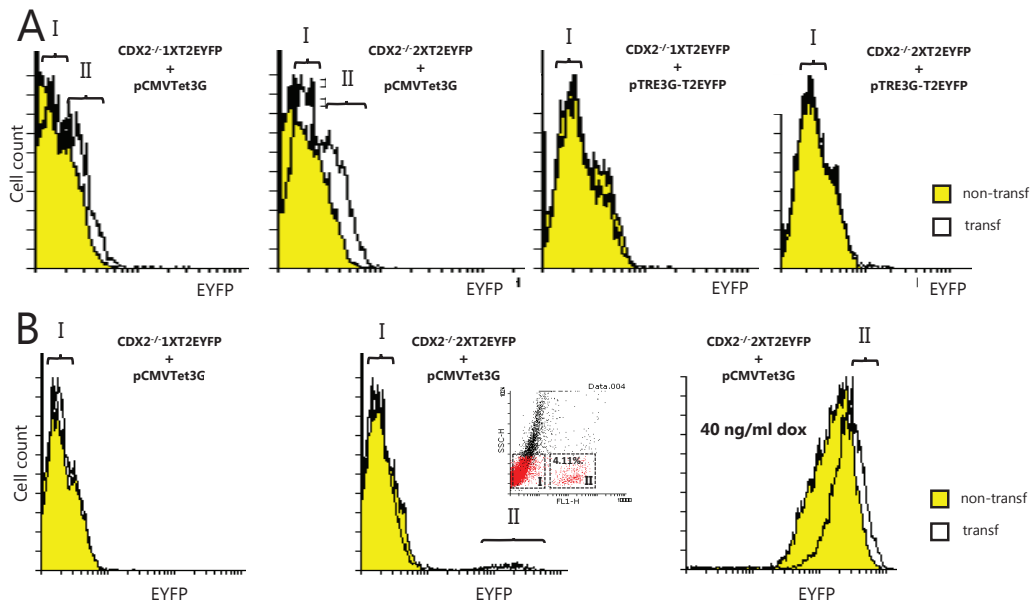 A
I
II
CDX2-/-1XT2EYFP
+
pCMVTet3G
Cell count
EYFP
I
II
CDX2-/-2XT2EYFP
+
pCMVTet3G
EYFP
I
CDX2-/-1XT2EYFP
+
pTRE3G-T2EYFP
EYFP
I
CDX2-/-2XT2EYFP
+
pTRE3G-T2EYFP
EYFP
non-transf
transf
B
I
CDX2-/-1XT2EYFP
+
pCMVTet3G
Cell count
EYFP
I
CDX2-/-2XT2EYFP
+
pCMVTet3G
Data.004
SSC-H
4.11%.
I
II
FL1-H
II
EYFP
II
CDX2-/-2XT2EYFP
+
pCMVTet3G
40 ng/ml dox
EYFP
non-transf
transf